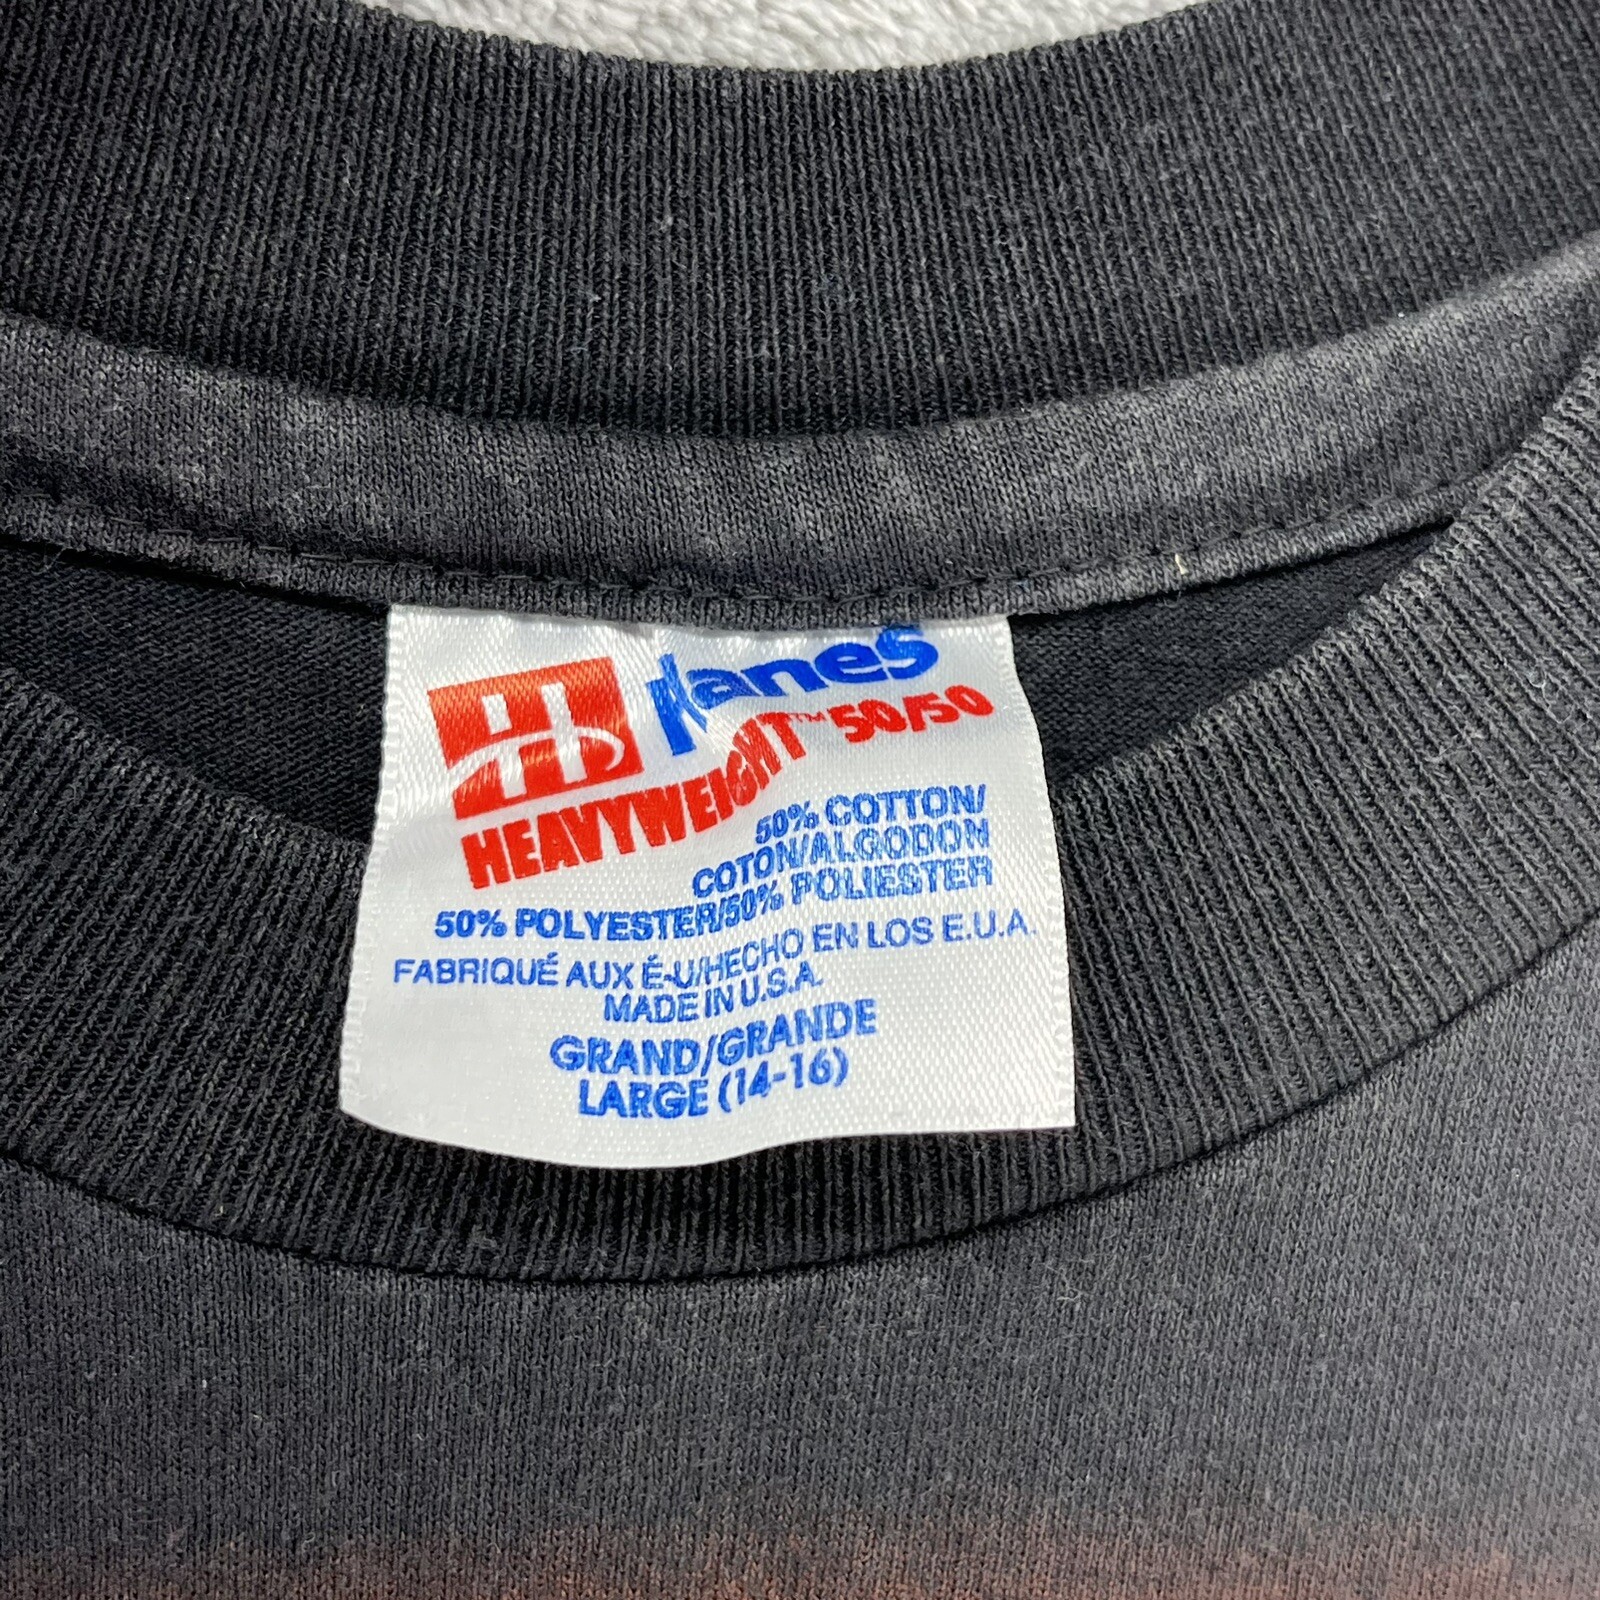 H Hanes
HEAVYWEIGHT™ 50/50
50% COTTON/
COTON/ALGODON
50% POLYESTER/50% POLIESTER
FABRIQUÉ AUX É-U/HECHO EN LOS E.U.A.
MADE IN U.S.A.
GRAND/GRANDE
LARGE (14-16)